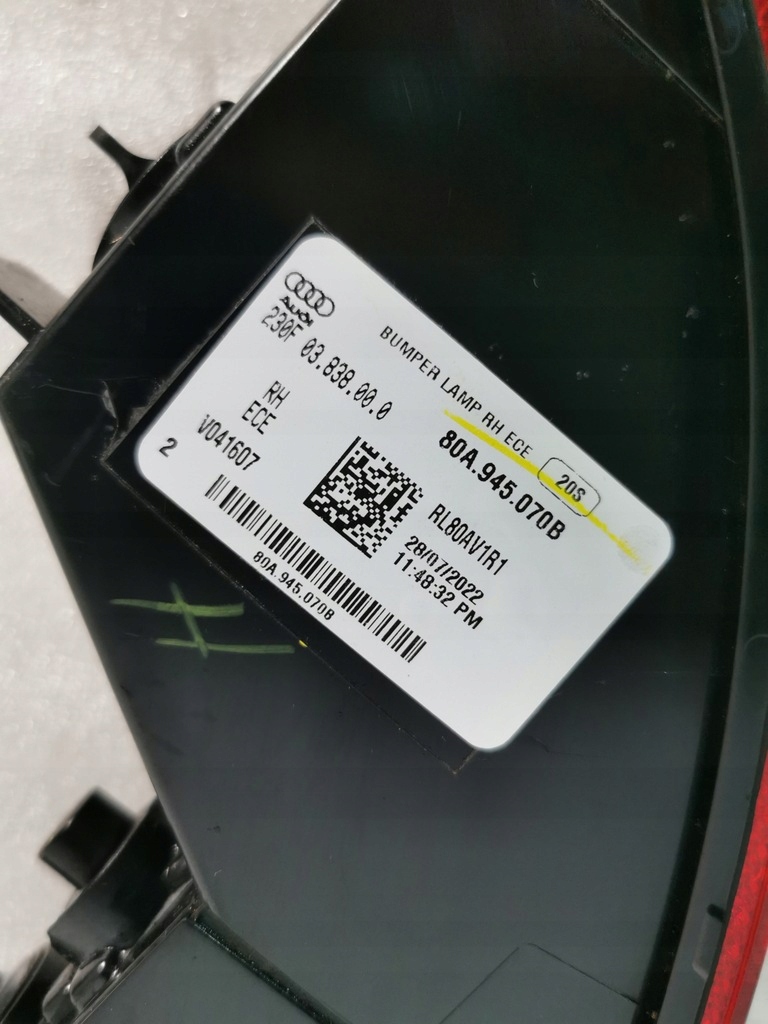 Audi
BUMPER LAMP RH ECE
20S
230F 03.838.00.0
80A.945.070B
RH
ECE
RL80AV1R1
V041607
28/07/2022
11:48:32 PM
2
80A.945.070B